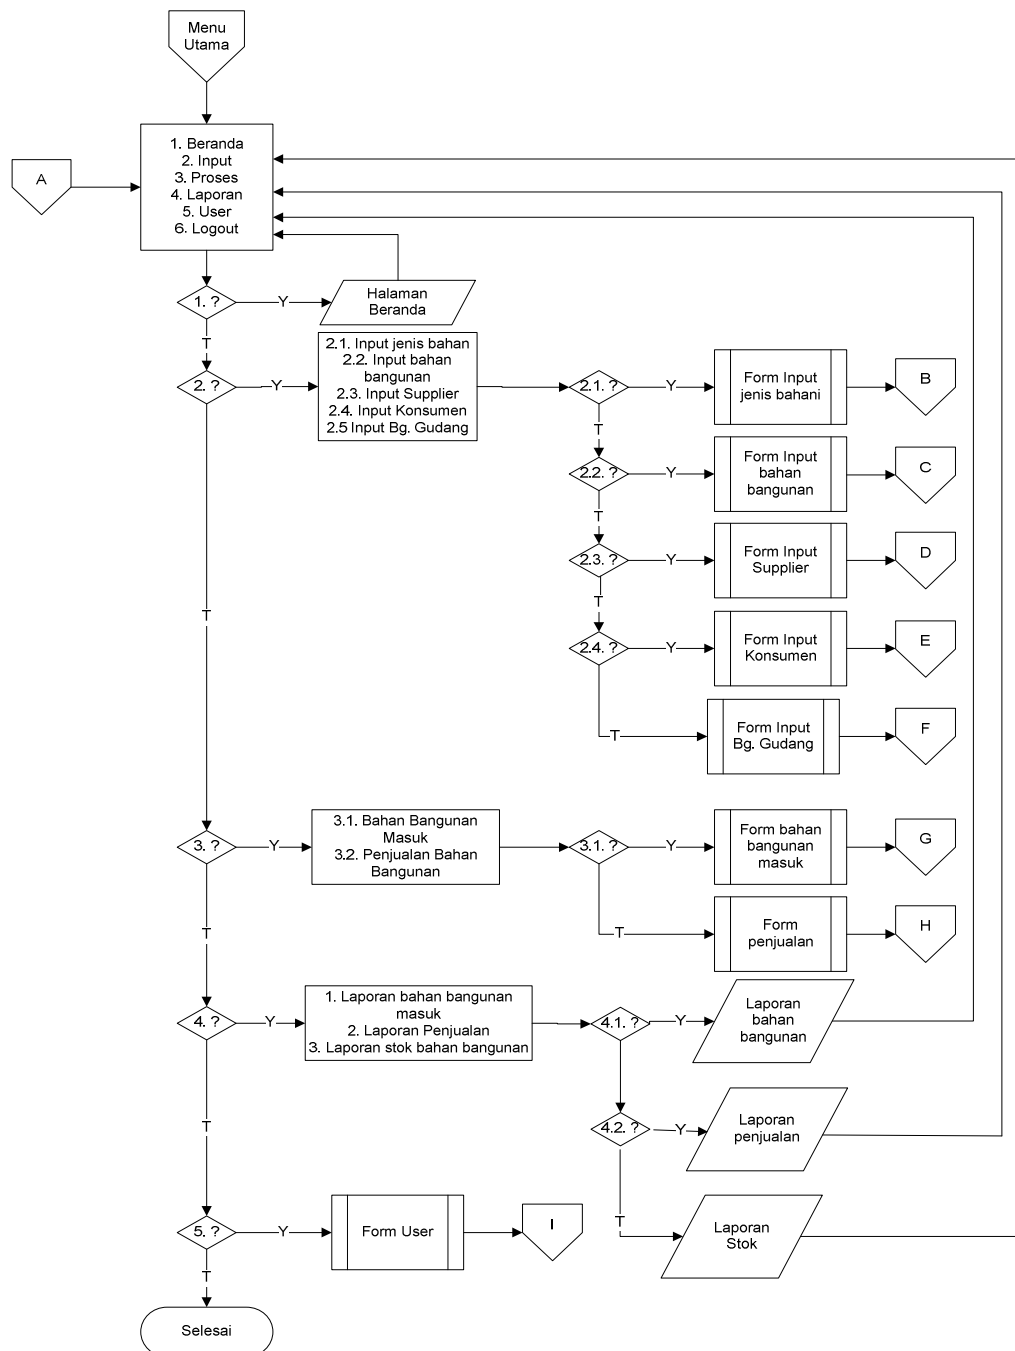 Menu
Utama
A
1. Beranda
2. Input
3. Proses
4. Laporan
5. User
6. Logout
1. ?
Y
Halaman
Beranda
T
2. ?
Y
2.1. Input jenis bahan
2.2. Input bahan
bangunan
2.3. Input Supplier
2.4. Input Konsumen
2.5 Input Bg. Gudang
2.1. ?
Y
Form Input
jenis bahani
B
T
2.2. ?
Y
Form Input
bahan
bangunan
C
T
2.3. ?
Y
Form Input
Supplier
D
T
2.4. ?
Y
Form Input
Konsumen
E
T
Form Input
Bg. Gudang
F
T
3. ?
Y
3.1. Bahan Bangunan
Masuk
3.2. Penjualan Bahan
Bangunan
3.1. ?
Y
Form bahan
bangunan
masuk
G
T
Form
penjualan
H
T
4. ?
Y
1. Laporan bahan bangunan
masuk
2. Laporan Penjualan
3. Laporan stok bahan bangunan
4.1. ?
Y
Laporan
bahan
bangunan
4.2. ?
Y
Laporan
penjualan
T
Laporan
Stok
T
5. ?
Y
Form User
I
T
Selesai